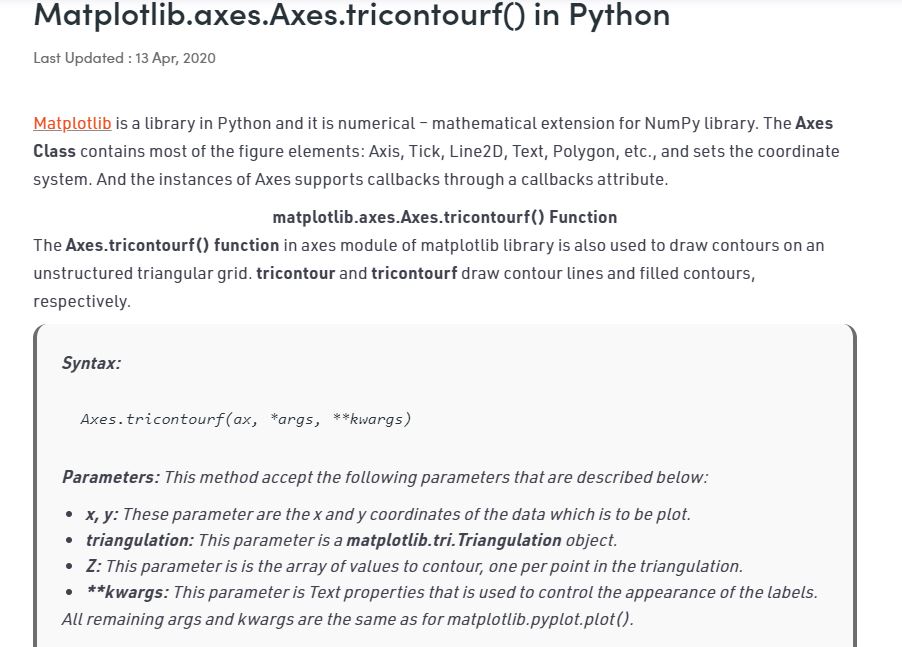 Matplotlib.axes.Axes.tricontourf() in Python
Last Updated : 13 Apr, 2020
Matplotlib is a library in Python and it is numerical – mathematical extension for NumPy library. The Axes
Class contains most of the figure elements: Axis, Tick, Line2D, Text, Polygon, etc., and sets the coordinate
system. And the instances of Axes supports callbacks through a callbacks attribute.
matplotlib.axes.Axes.tricontourf() Function
The Axes.tricontourf() function in axes module of matplotlib library is also used to draw contours on an
unstructured triangular grid. tricontour and tricontourf draw contour lines and filled contours,
respectively.
Syntax:
Axes.tricontourf(ax, *args, **kwargs)
Parameters: This method accept the following parameters that are described below:
• x, y: These parameter are the x and y coordinates of the data which is to be plot.
• triangulation: This parameter is a matplotlib.tri.Triangulation object.
• Z: This parameter is is the array of values to contour, one per point in the triangulation.
• **kwargs: This parameter is Text properties that is used to control the appearance of the labels.
All remaining args and kwargs are the same as for matplotlib.pyplot.plot().